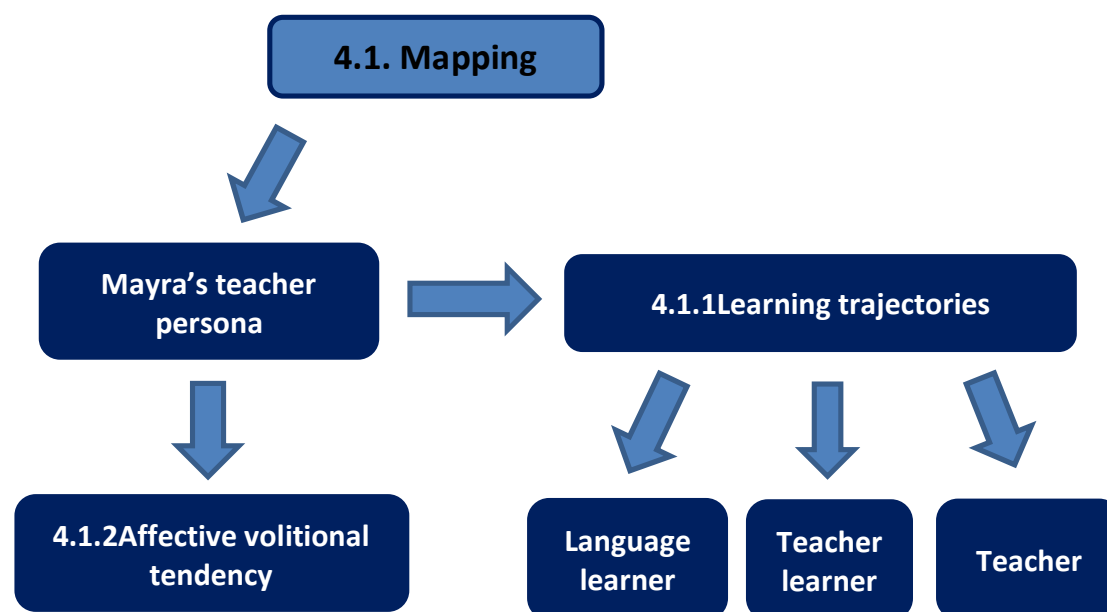 4.1. Mapping
Mayra’s teacher
persona
4.1.1Learning trajectories
4.1.2Affective volitional
tendency
Language
learner
Teacher
learner
Teacher